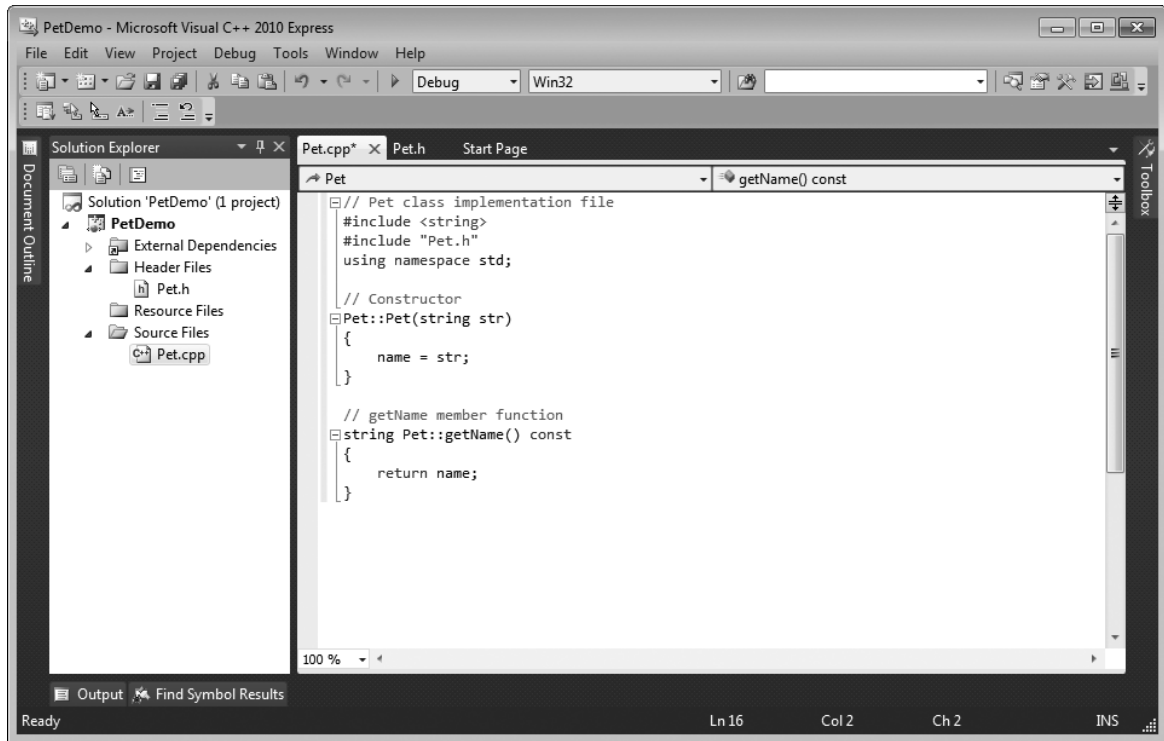 PetDemo - Microsoft Visual C++ 2010 Express
File Edit View Project Debug Tools Window Help
Debug Win32
Document Outline
Solution Explorer
Solution 'PetDemo' (1 project)
PetDemo
External Dependencies
Header Files
Pet.h
Resource Files
Source Files
Pet.cpp
Pet.cpp* Pet.h Start Page
Pet getName() const
// Pet class implementation file
#include <string>
#include "Pet.h"
using namespace std;
// Constructor
Pet::Pet(string str)
{
name = str;
}
// getName member function
string Pet::getName() const
{
return name;
}
100 %
Toolbox
Output Find Symbol Results
Ready Ln 16 Col 2 Ch 2 INS